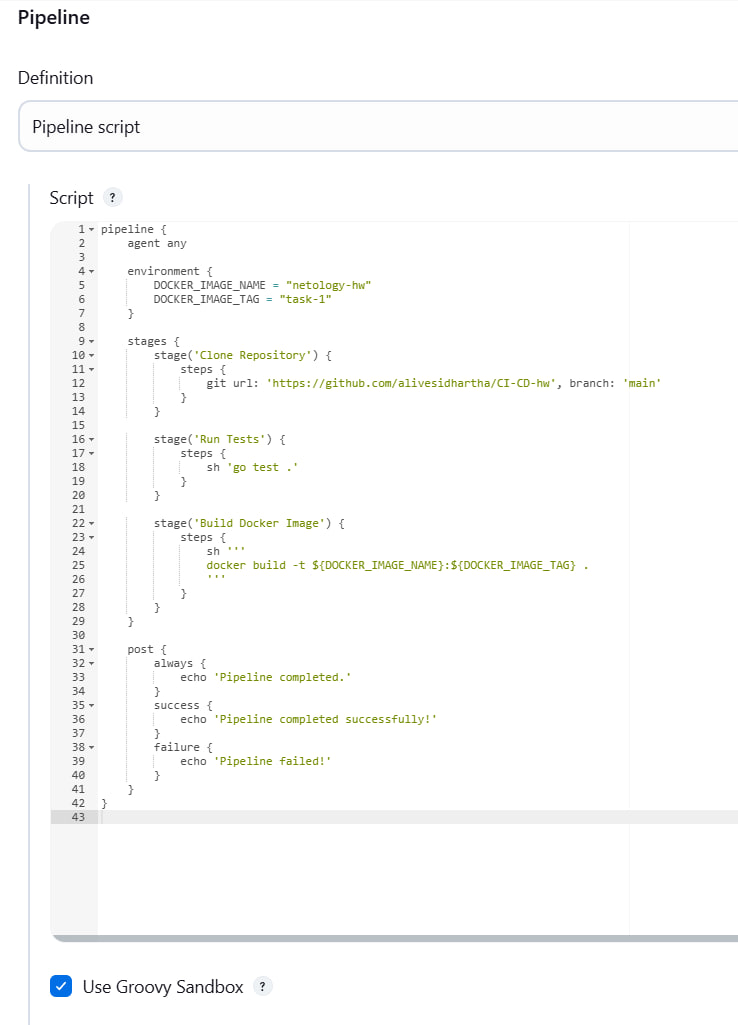 Pipeline
Definition
Pipeline script
Script ?
1 pipeline {
2     agent any
3
4     environment {
5         DOCKER_IMAGE_NAME = "netology-hw"
6         DOCKER_IMAGE_TAG = "task-1"
7     }
8
9     stages {
10         stage('Clone Repository') {
11             steps {
12                 git url: 'https://github.com/alivesidhartha/CI-CD-hw', branch: 'main'
13             }
14         }
15
16         stage('Run Tests') {
17             steps {
18                 sh 'go test .'
19             }
20         }
21
22         stage('Build Docker Image') {
23             steps {
24                 sh '''
25                 docker build -t ${DOCKER_IMAGE_NAME}:${DOCKER_IMAGE_TAG} .
26                 '''
27             }
28         }
29     }
30
31     post {
32         always {
33             echo 'Pipeline completed.'
34         }
35         success {
36             echo 'Pipeline completed successfully!'
37         }
38         failure {
39             echo 'Pipeline failed!'
40         }
41     }
42 }
43
Use Groovy Sandbox ?